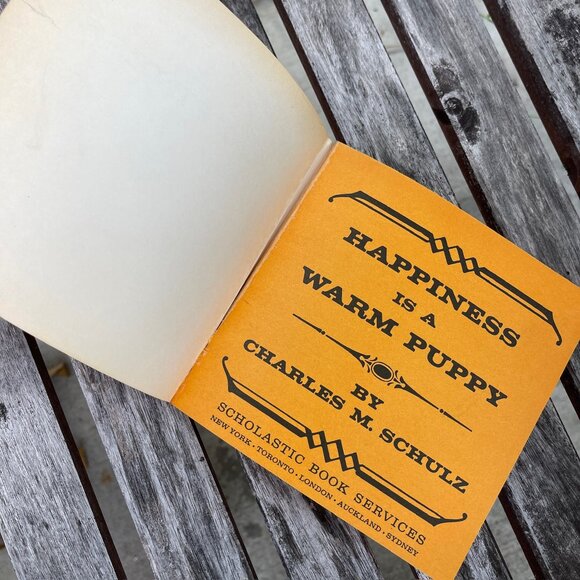 HAPPINESS
IS A
WARM PUPPY
BY
CHARLES M. SCHULZ
SCHOLASTIC BOOK SERVICES
NEW YORK · TORONTO · LONDON · AUCKLAND · SYDNEY